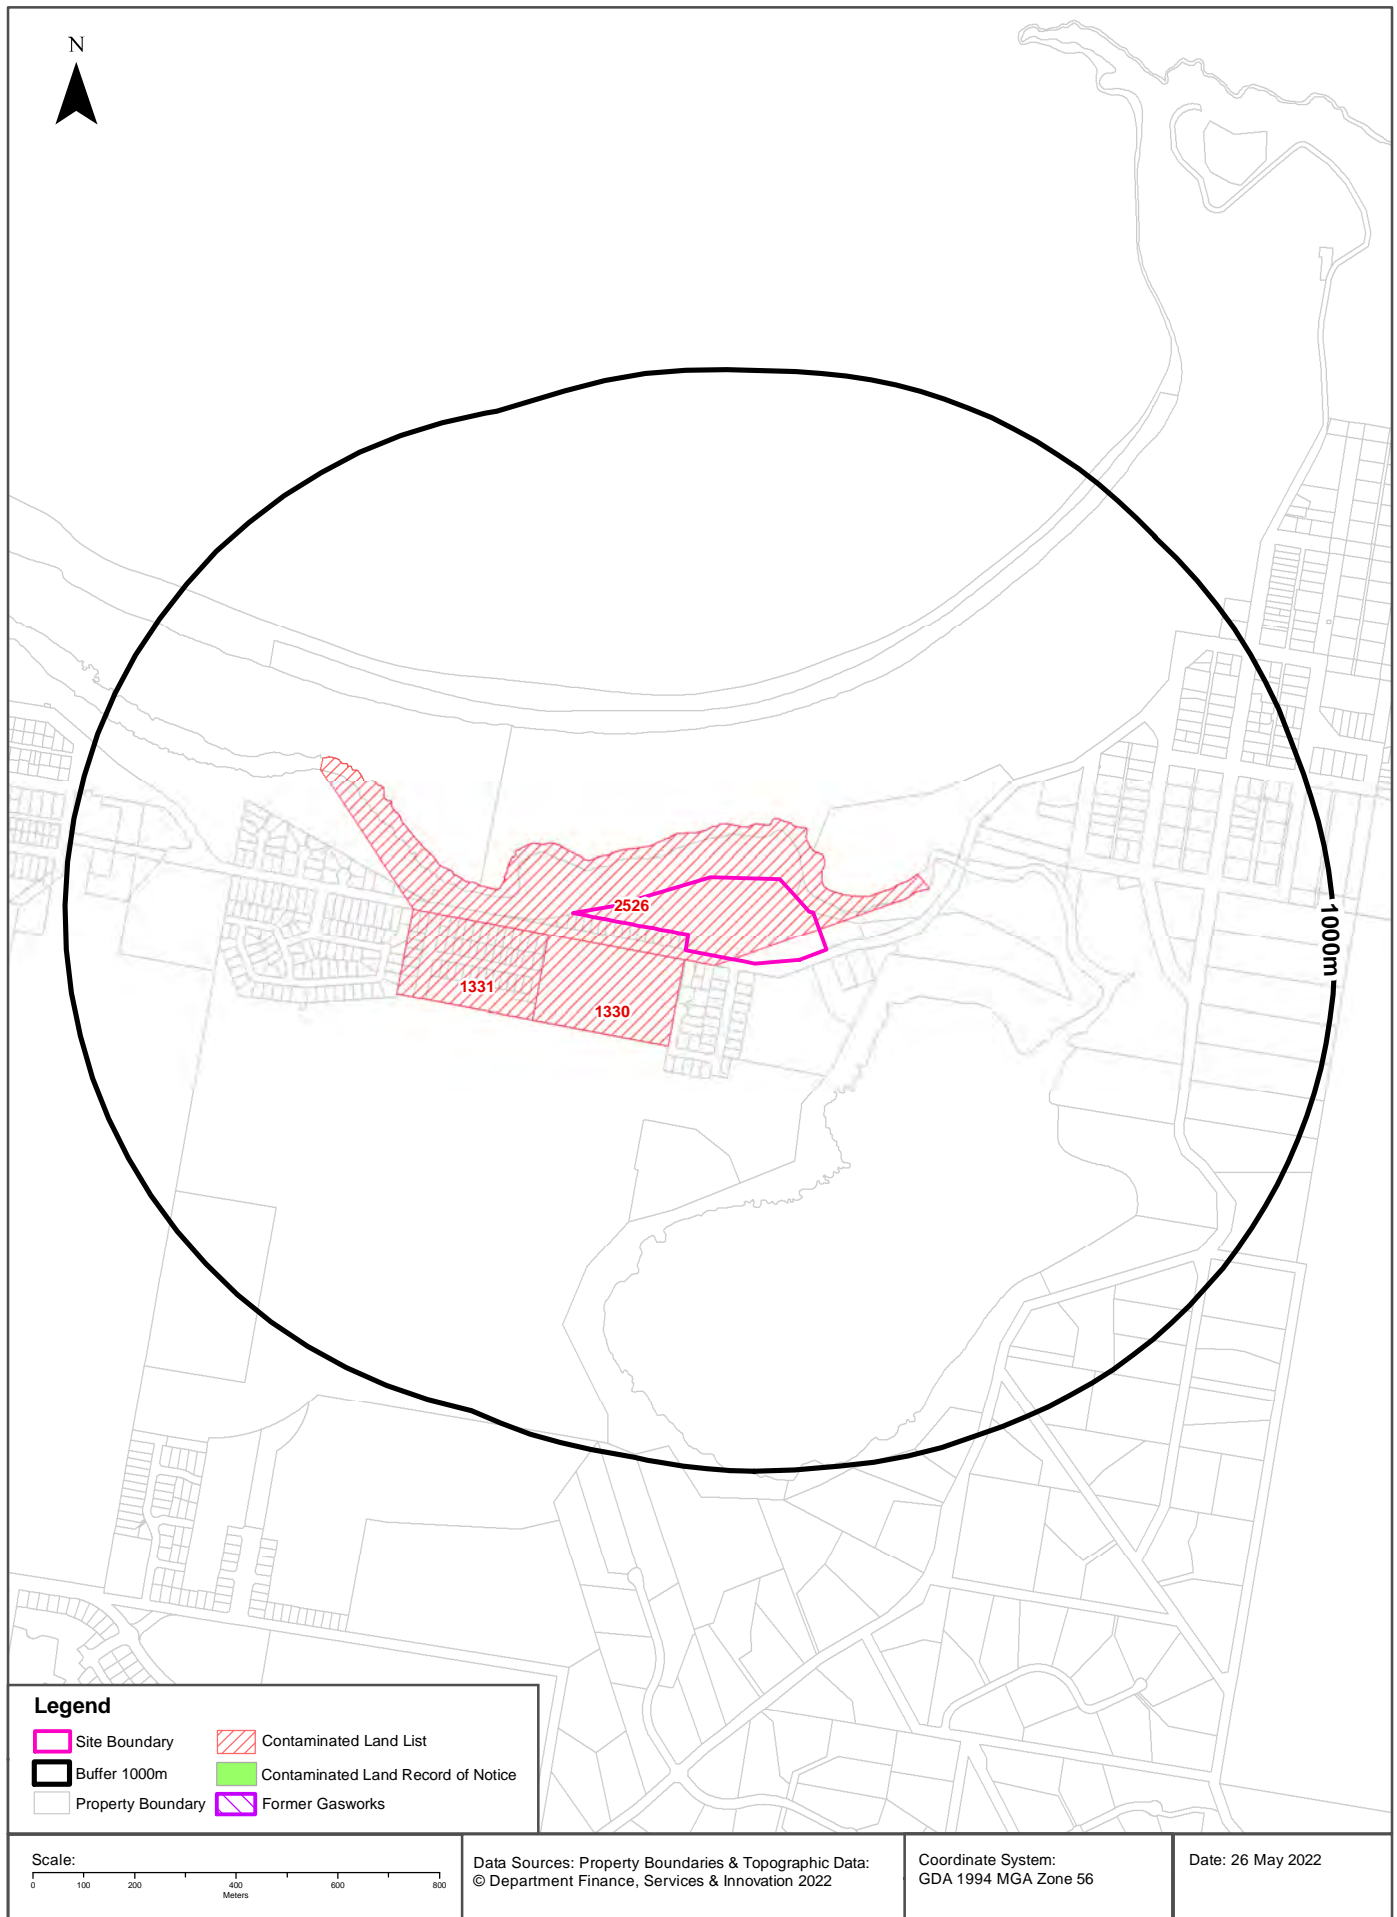 N
1000m
2526
1331
1330
Legend
Site Boundary
Contaminated Land List
Buffer 1000m
Contaminated Land Record of Notice
Property Boundary
Former Gasworks
Scale:
0 100 200 400 600 800
Meters
Data Sources: Property Boundaries & Topographic Data:
© Department Finance, Services & Innovation 2022
Coordinate System:
GDA 1994 MGA Zone 56
Date: 26 May 2022